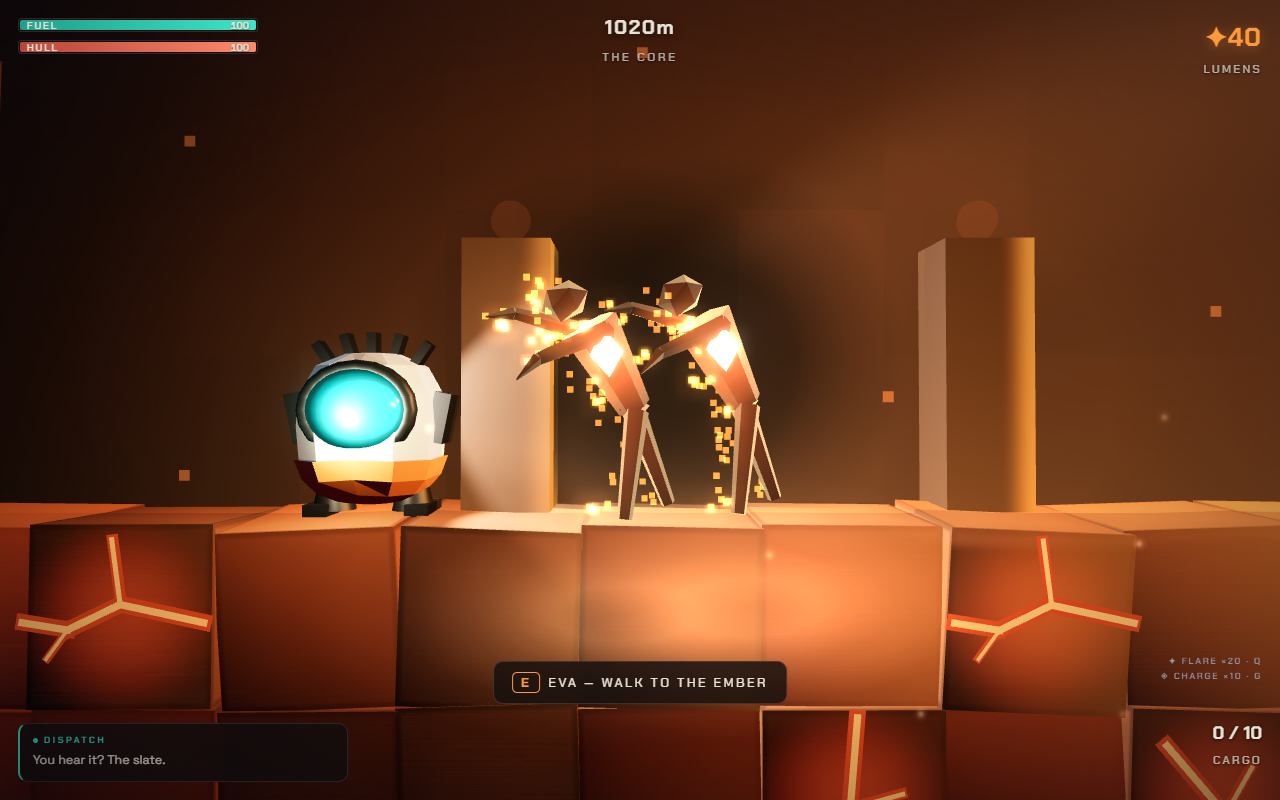 FUEL 100
HULL 100
1020m
THE CORE
✦40
LUMENS
E EVA — WALK TO THE EMBER
✦ FLARE ×20 · Q
◈ CHARGE ×10 · G
● DISPATCH
You hear it? The slate.
0 / 10
CARGO